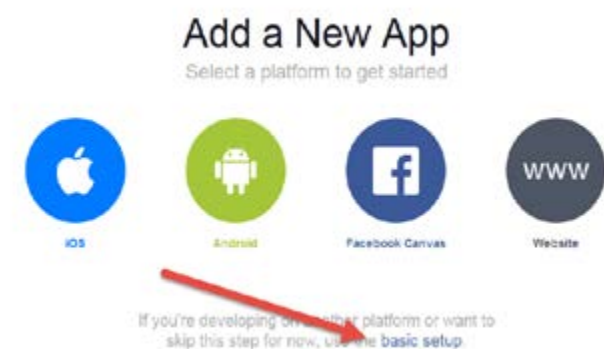 Add a New App
Select a platform to get started
www
iOS Android Facebook Canvas Website
If you're developing on another platform or want to
skip this step for now, use the basic setup.